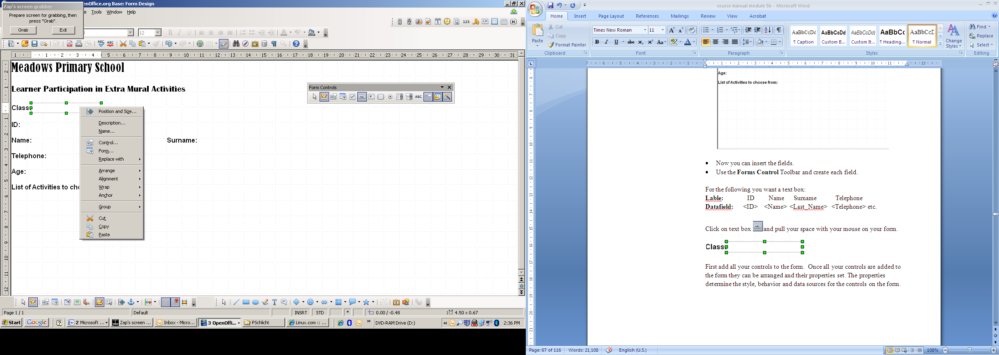 Zap's screen grabber
enOffice.org Base: Form Design
Prepare screen for grabbing, then
press "Grab".
Grab Exit
Tools Window Help
123
12
Meadows Primary School
Learner Participation in Extra Mural Activities
Class:
ID:
Name:
Surname:
Telephone:
Age:
List of Activities to cho
Position and Size...
Description...
Name...
Control...
Form...
Replace with
Arrange
Alignment
Wrap
Anchor
Group
Cut
Copy
Paste
Form Controls
Page 1 / 1 Default INSRT STD * 0.00 / -0.48 4.50 x 0.67
Start Google 2 Microsoft ... Zap's screen ... Inbox - Micro... 3 OpenOffi... PSchlicht Linux.com :: ... DVD-RAM Drive (D:) 2:36 PM
course manual module 5b - Microsoft Word
Home Insert Page Layout References Mailings Review View Acrobat
Paste
Cut
Copy
Format Painter
Clipboard
Times New Roman 11
B I U abc x₂ x² Aa
Font
Paragraph
AaBbCcDd AaBbCcDd AaBbCcDd AaBbCc AaBbCcD
¶ Caption Custom B... Custom It... ¶ Heading... ¶ Normal
Change
Styles
Styles
Find
Replace
Select
Editing
Age:
List of Activities to choose from:
• Now you can insert the fields.
• Use the Forms Control Toolbar and create each field.
For the following you want a text box:
Lable: ID Name Surname Telephone
Datafield: <ID> <Name> <Last_Name> <Telephone> etc.
Click on text box ABC and pull your space with your mouse on your form.
Class:
First add all your controls to the form. Once all your controls are added to
the form they can be arranged and their properties set. The properties
determine the style, behavior and data sources for the controls on the form.
Page: 67 of 116 Words: 21,108 English (U.S.) 108%